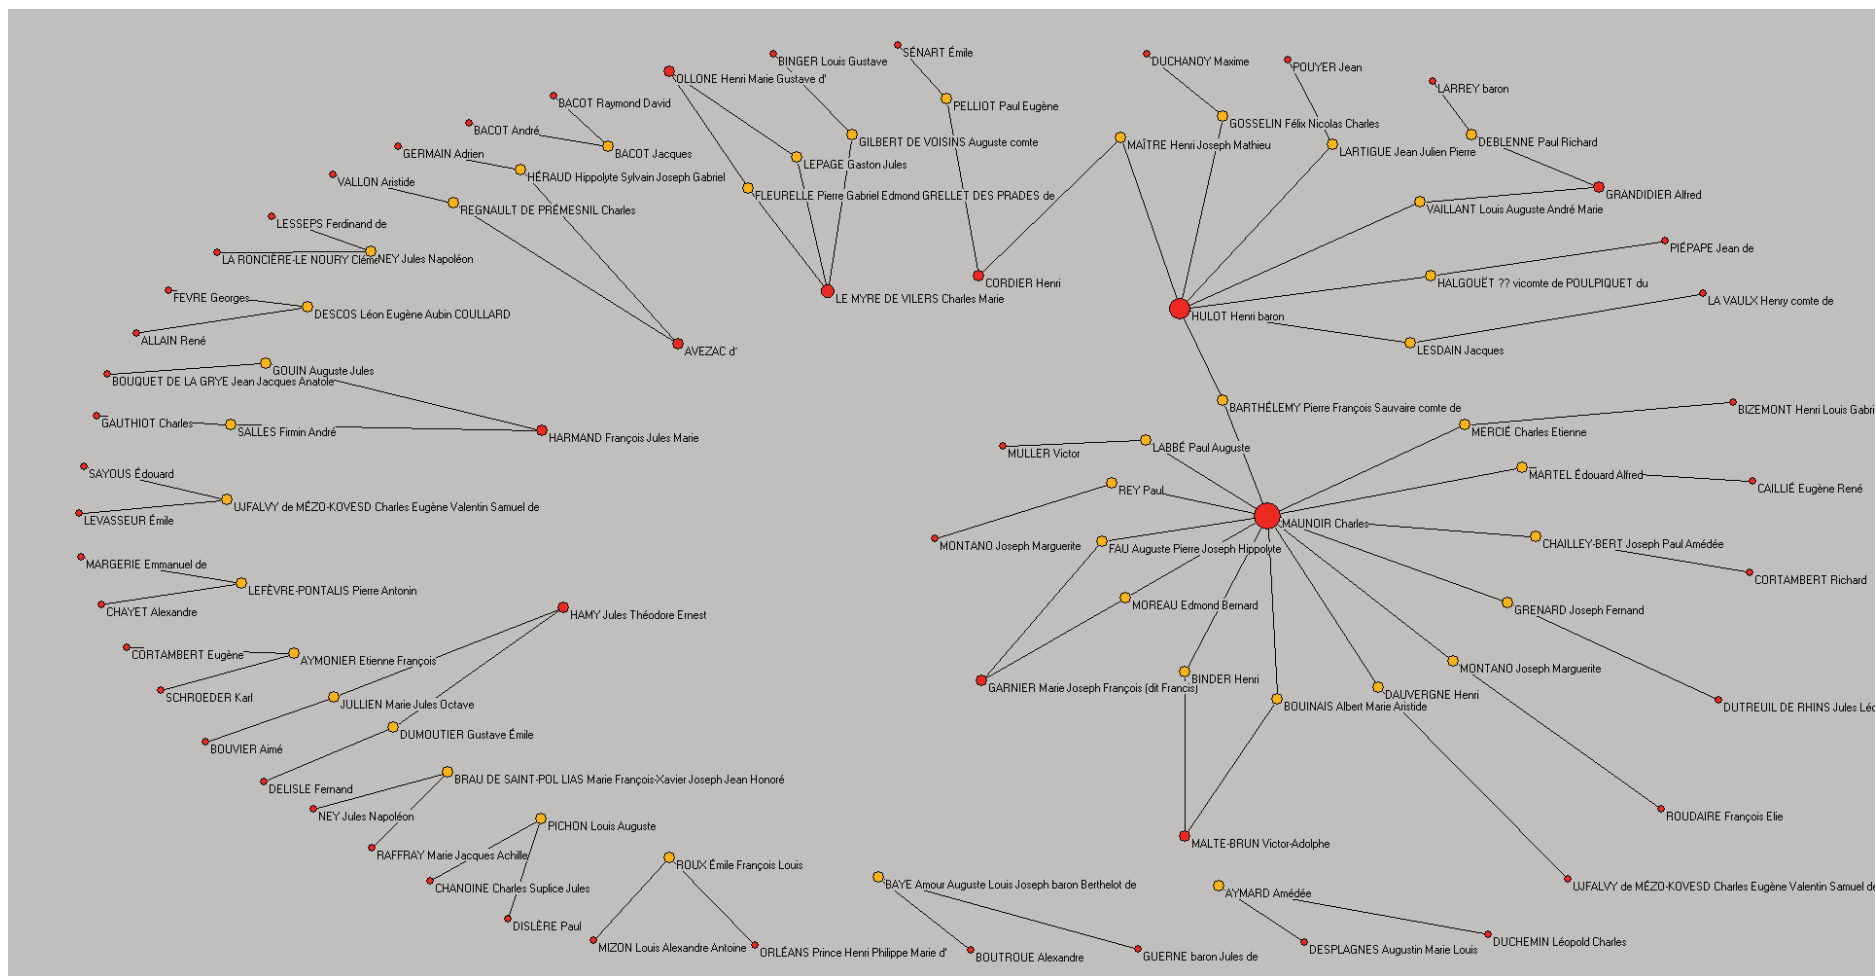 SÉNART Émile
BINGER Louis Gustave
DUCHANOY Maxime
POUYER Jean
OLLONE Henri Marie Gustave d'
LARREY baron
BACOT Raymond David
PELLIOT Paul Eugène
GOSSELIN Félix Nicolas Charles
BACOT André
GILBERT DE VOISINS Auguste comte
DEBLENNE Paul Richard
MAÎTRE Henri Joseph Mathieu
LARTIGUE Jean Julien Pierre
GERMAIN Adrien
BACOT Jacques
LEPAGE Gaston Jules
HÉRAUD Hippolyte Sylvain Joseph Gabriel
VALLON Aristide
FLEURELLE Pierre Gabriel Edmond GRELLET DES PRADES de
GRANDIDIER Alfred
REGNAULT DE PRÉMESNIL Charles
VAILLANT Louis Auguste André Marie
LESSEPS Ferdinand de
PIÉPAPE Jean de
LA RONCIÈRE-LE NOURY Cléme
NEY Jules Napoléon
CORDIER Henri
HALGOUËT ?? vicomte de POULPIQUET du
FEVRE Georges
LE MYRE DE VILERS Charles Marie
LA VAULX Henry comte de
DESCOS Léon Eugène Aubin COULLARD
HULOT Henri baron
ALLAIN René
AVEZAC d'
LESDAIN Jacques
GOUIN Auguste Jules
BOUQUET DE LA GRYE Jean Jacques Anatole
BARTHÉLEMY Pierre François Sauvaire comte de
BIZEMONT Henri Louis Gabri
GAUTHIOT Charles
SALLES Firmin André
MERCIÉ Charles Etienne
HARMAND François Jules Marie
LABBÉ Paul Auguste
MULLER Victor
SAYOUS Édouard
MARTEL Édouard Alfred
CAILLIÉ Eugène René
REY Paul
UJFALVY de MÉZO-KOVESD Charles Eugène Valentin Samuel de
LEVASSEUR Émile
MAUNOIR Charles
CHAILLEY-BERT Joseph Paul Amédée
MONTANO Joseph Marguerite
FAU Auguste Pierre Joseph Hippolyte
MARGERIE Emmanuel de
CORTAMBERT Richard
LEFÈVRE-PONTALIS Pierre Antonin
MOREAU Edmond Bernard
GRENARD Joseph Fernand
CHAYET Alexandre
HAMY Jules Théodore Ernest
CORTAMBERT Eugène
AYMONIER Etienne François
MONTANO Joseph Marguerite
BINDER Henri
GARNIER Marie Joseph François (dit Francis)
DAUVERGNE Henri
SCHROEDER Karl
JULLIEN Marie Jules Octave
BOUINAIS Albert Marie Aristide
DUTREUIL DE RHINS Jules Léo
DUMOUTIER Gustave Émile
BOUVIER Aimé
BRAU DE SAINT-POL LIAS Marie François-Xavier Joseph Jean Honoré
DELISLE Fernand
NEY Jules Napoléon
ROUDAIRE François Elie
PICHON Louis Auguste
MALTE-BRUN Victor-Adolphe
RAFFRAY Marie Jacques Achille
ROUX Émile François Louis
CHANOINE Charles Suplice Jules
BAYE Amour Auguste Louis Joseph baron Berthelot de
UJFALVY de MÉZO-KOVESD Charles Eugène Valentin Samuel de
AYMARD Amédée
DISLÈRE Paul
DUCHEMIN Léopold Charles
MIZON Louis Alexandre Antoine
ORLÉANS Prince Henri Philippe Marie d'
DESPLAGNES Augustin Marie Louis
BOUTROUE Alexandre
GUERNE baron Jules de